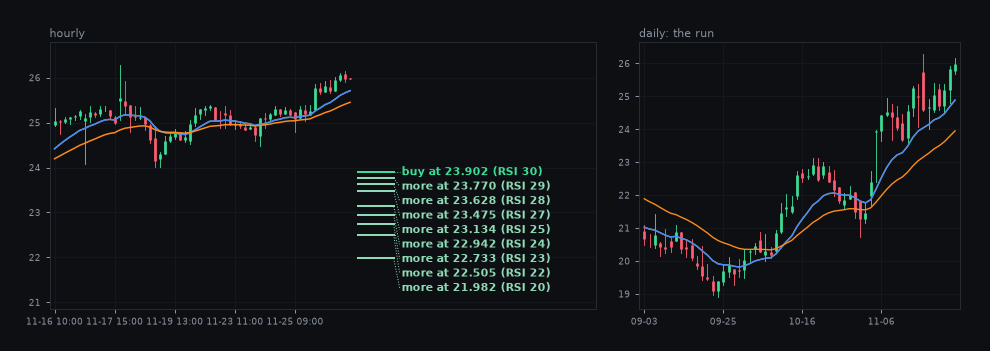 hourly
daily: the run
26
25
24
23
22
21
buy at 23.902 (RSI 30)
more at 23.770 (RSI 29)
more at 23.628 (RSI 28)
more at 23.475 (RSI 27)
more at 23.134 (RSI 25)
more at 22.942 (RSI 24)
more at 22.733 (RSI 23)
more at 22.505 (RSI 22)
more at 21.982 (RSI 20)
11-16 10:00 11-17 15:00 11-19 13:00 11-23 11:00 11-25 09:00
26
25
24
23
22
21
20
19
09-03 09-25 10-16 11-06